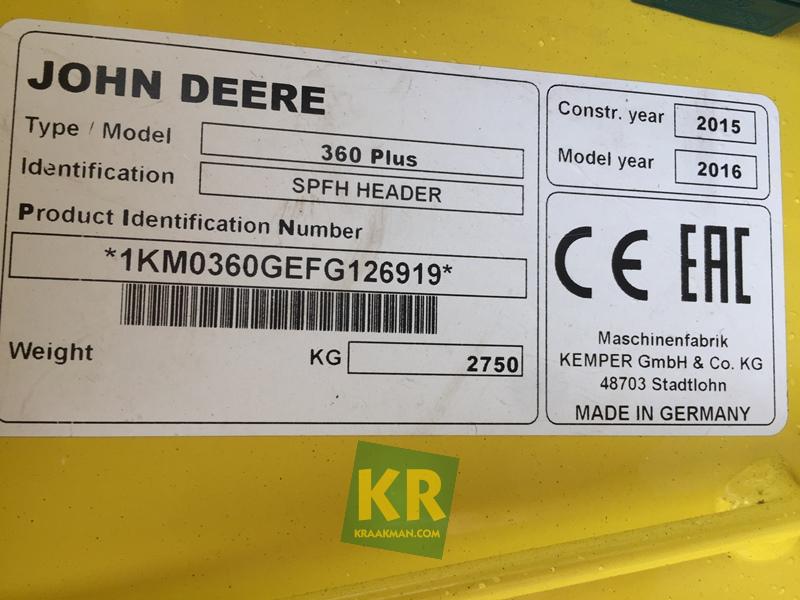 JOHN DEERE
Type / Model 360 Plus
Identification SPFH HEADER
Product Identification Number
*1KM0360GEFG126919*
Weight KG 2750
Constr. year 2015
Model year 2016
CE EAC
Maschinenfabrik
KEMPER GmbH & Co. KG
48703 Stadtlohn
MADE IN GERMANY
KR
KRAAKMAN.COM